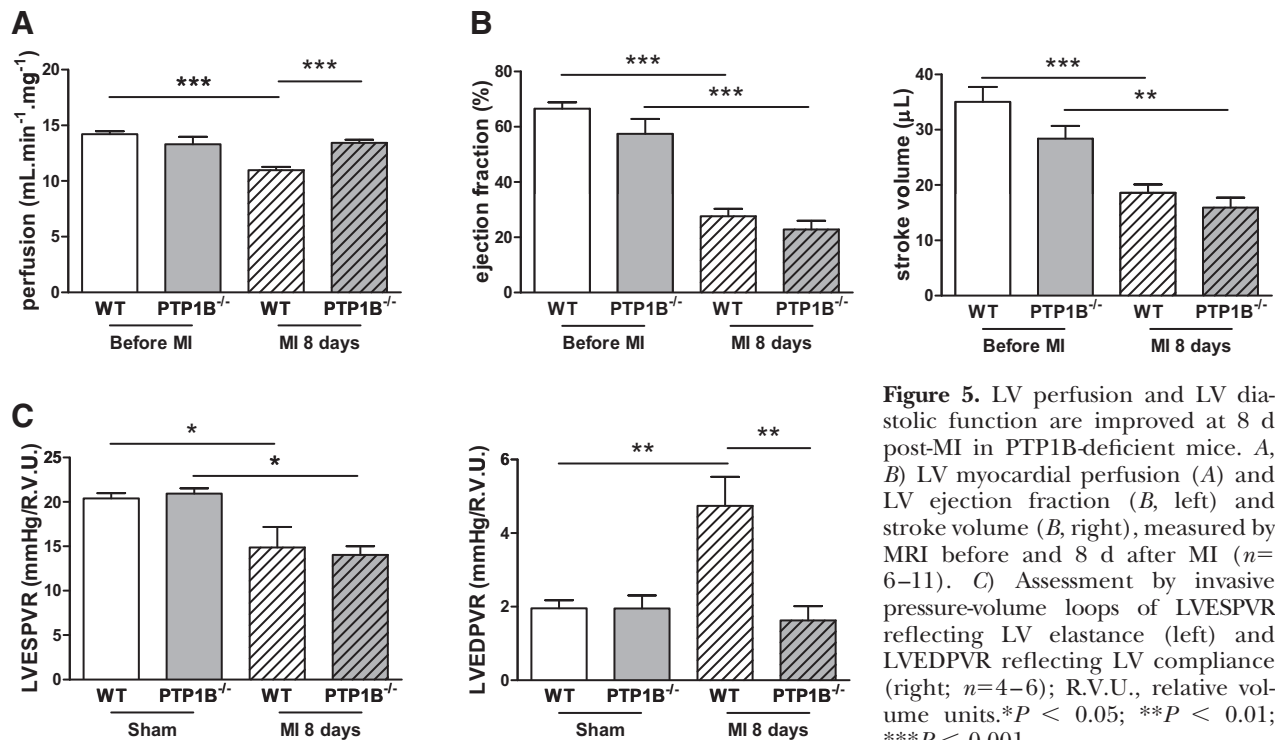 A
perfusion (mL.min⁻¹.mg⁻¹)
20
15
10
5
0
***
***
WT PTP1B⁻/⁻ WT PTP1B⁻/⁻
Before MI MI 8 days
B
ejection fraction (%)
80
60
40
20
0
***
***
WT PTP1B⁻/⁻ WT PTP1B⁻/⁻
Before MI MI 8 days
stroke volume (µL)
40
30
20
10
0
***
**
WT PTP1B⁻/⁻ WT PTP1B⁻/⁻
Before MI MI 8 days
C
LVESPVR (mmHg/R.V.U.)
25
20
15
10
5
0
*
*
WT PTP1B⁻/⁻ WT PTP1B⁻/⁻
Sham MI 8 days
LVEDPVR (mmHg/R.V.U.)
6
4
2
0
**
**
WT PTP1B⁻/⁻ WT PTP1B⁻/⁻
Sham MI 8 days
Figure 5. LV perfusion and LV dia-
stolic function are improved at 8 d
post-MI in PTP1B-deficient mice. A,
B) LV myocardial perfusion (A) and
LV ejection fraction (B, left) and
stroke volume (B, right), measured by
MRI before and 8 d after MI (n=
6–11). C) Assessment by invasive
pressure-volume loops of LVESPVR
reflecting LV elastance (left) and
LVEDPVR reflecting LV compliance
(right; n=4–6); R.V.U., relative vol-
ume units.*P < 0.05; **P < 0.01;
***P < 0.001